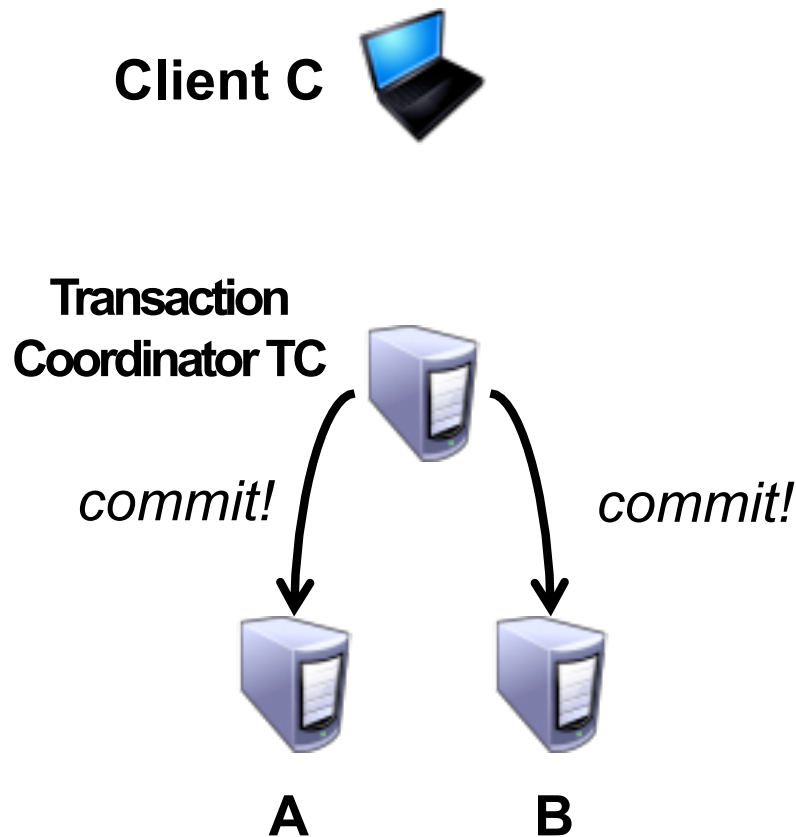 Client C
Transaction
Coordinator TC
commit! commit!
A B